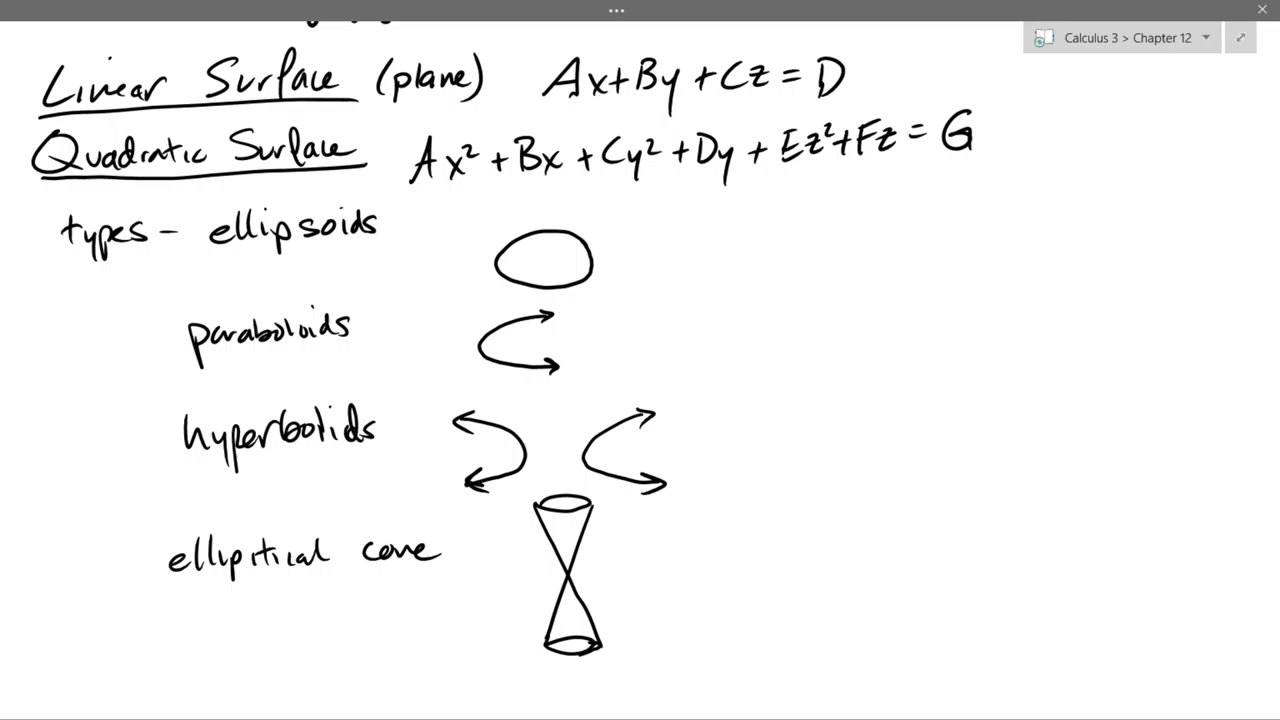 Calculus 3 > Chapter 12
Linear Surface (plane) Ax+By+Cz=D
Quadratic Surface Ax²+Bx+Cy²+Dy+Ez²+Fz=G
types - ellipsoids
paraboloids
hyperbolids
elliptical cone